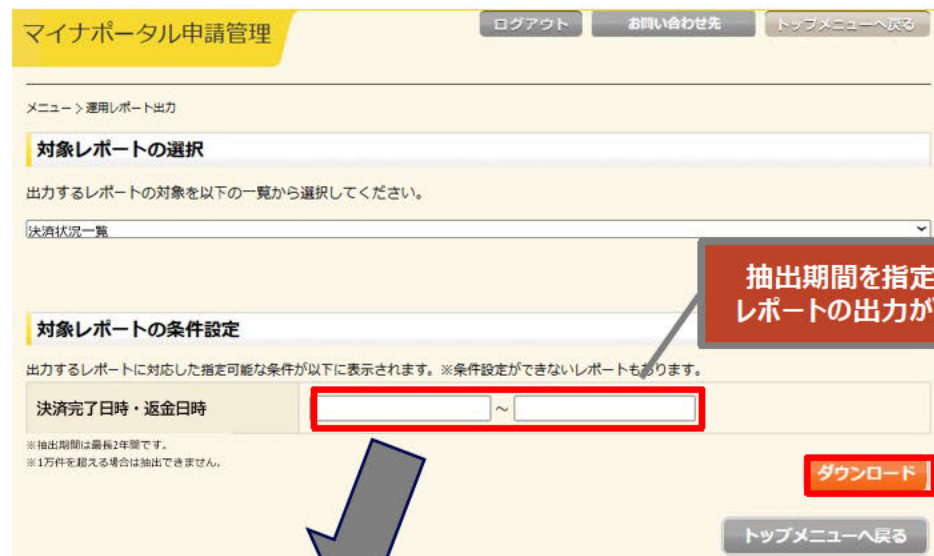 マイナポータル申請管理
ログアウト
お問い合わせ先
トップメニューへ戻る
メニュー > 運用レポート出力
対象レポートの選択
出力するレポートの対象を以下の一覧から選択してください。
決済状況一覧
抽出期間を指定
レポートの出力が
対象レポートの条件設定
出力するレポートに対応した指定可能な条件が以下に表示されます。※条件設定ができないレポートもあります。
決済完了日時・返金日時
～
※抽出期間は最長2年間です。
※1万件を超える場合は抽出できません。
ダウンロード
トップメニューへ戻る